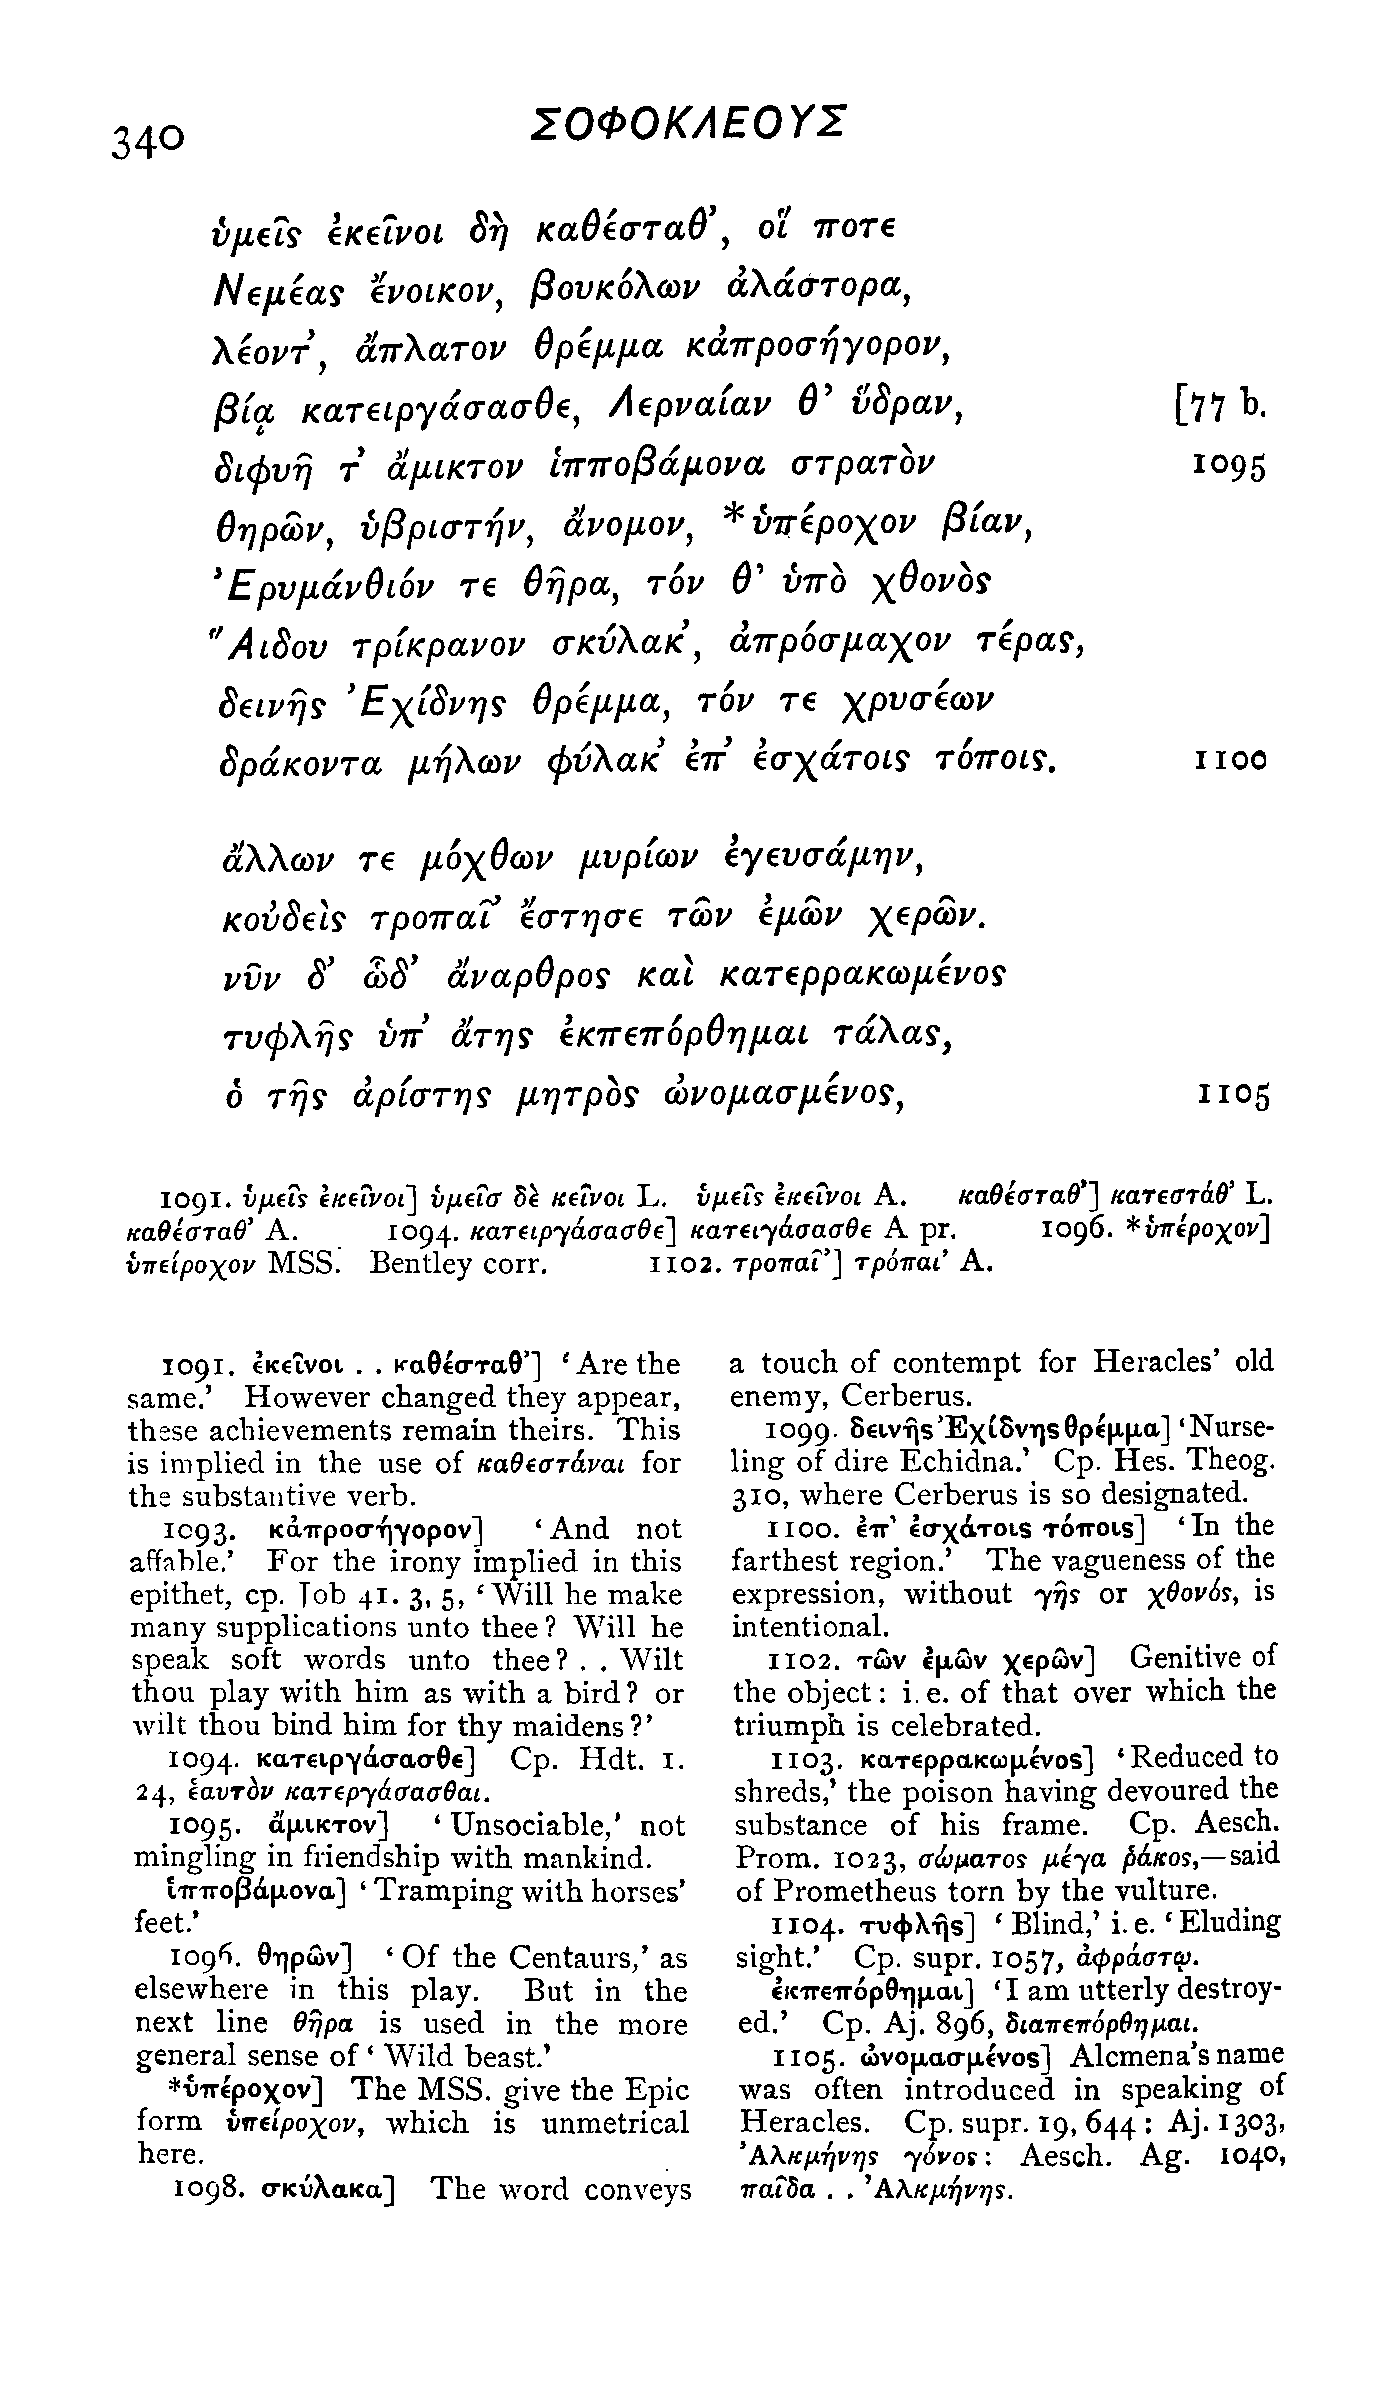 340
ΣΟΦΟΚΛΕΟΥΣ
ὑμεῖς ἐκεῖνοι δὴ καθέσταθ’, οἵ ποτε
Νεμέας ἔνοικον, βουκόλων ἀλάστορα,
λέοντ’, ἄπλατον θρέμμα κἀπροσήγορον,
βίᾳ κατειργάσασθε, Λερναίαν θ’ ὕδραν, [77 b.
διφυῆ τ’ ἄμικτον ἱπποβάμονα στρατὸν 1095
θηρῶν, ὑβριστήν, ἄνομον, *ὑπέροχον βίαν,
Ἐρυμάνθιόν τε θῆρα, τόν θ’ ὑπὸ χθονὸς
Ἅιδου τρίκρανον σκύλακ’, ἀπρόσμαχον τέρας,
δεινῆς Ἐχίδνης θρέμμα, τόν τε χρυσέων
δράκοντα μήλων φύλακ’ ἐπ’ ἐσχάτοις τόποις. 1100
ἄλλων τε μόχθων μυρίων ἐγευσάμην,
κοὐδεὶς τροπαῖ’ ἔστησε τῶν ἐμῶν χερῶν.
νῦν δ’ ὧδ’ ἄναρθρος καὶ κατερρακωμένος
τυφλῆς ὑπ’ ἄτης ἐκπεπόρθημαι τάλας,
ὁ τῆς ἀρίστης μητρὸς ὠνομασμένος, 1105
1091. ὑμεῖς ἐκεῖνοι] ὑμεῖσ δὲ κεῖνοι L. ὑμεῖς ἐκεῖνοι A. καθέσταθ’] κατεστάθ’ L.
καθέσταθ’ A. 1094. κατειργάσασθε] κατειγάσασθε A pr. 1096. *ὑπέροχον]
ὑπείροχον MSS. Bentley corr. 1102. τροπαῖ’] τρόπαι’ A.
1091. ἐκεῖνοι . . καθέσταθ’] ‘Are the
same.’ However changed they appear,
these achievements remain theirs. This
is implied in the use of καθεστάναι for
the substantive verb.
1093. κἀπροσήγορον] ‘And not
affable.’ For the irony implied in this
epithet, cp. Job 41. 3, 5, ‘Will he make
many supplications unto thee? Will he
speak soft words unto thee? . . Wilt
thou play with him as with a bird? or
wilt thou bind him for thy maidens?’
1094. κατειργάσασθε] Cp. Hdt. 1.
24, ἑαυτὸν κατεργάσασθαι.
1095. ἄμικτον] ‘Unsociable,’ not
mingling in friendship with mankind.
ἱπποβάμονα] ‘Tramping with horses’
feet.’
1096. θηρῶν] ‘Of the Centaurs,’ as
elsewhere in this play. But in the
next line θῆρα is used in the more
general sense of ‘Wild beast.’
*ὑπέροχον] The MSS. give the Epic
form ὑπείροχον, which is unmetrical
here.
1098. σκύλακα] The word conveys
a touch of contempt for Heracles’ old
enemy, Cerberus.
1099. δεινῆς Ἐχίδνης θρέμμα] ‘Nurse-
ling of dire Echidna.’ Cp. Hes. Theog.
310, where Cerberus is so designated.
1100. ἐπ’ ἐσχάτοις τόποις] ‘In the
farthest region.’ The vagueness of the
expression, without γῆς or χθονός, is
intentional.
1102. τῶν ἐμῶν χερῶν] Genitive of
the object: i.e. of that over which the
triumph is celebrated.
1103. κατερρακωμένος] ‘Reduced to
shreds,’ the poison having devoured the
substance of his frame. Cp. Aesch.
Prom. 1023, σώματος μέγα ῥάκος,—said
of Prometheus torn by the vulture.
1104. τυφλῆς] ‘Blind,’ i.e. ‘Eluding
sight.’ Cp. supr. 1057, ἀφράστῳ.
ἐκπεπόρθημαι] ‘I am utterly destroy-
ed.’ Cp. Aj. 896, διαπεπόρθημαι.
1105. ὠνομασμένος] Alcmena’s name
was often introduced in speaking of
Heracles. Cp. supr. 19, 644: Aj. 1303,
Ἀλκμήνης γόνος: Aesch. Ag. 1040,
παῖδα . . Ἀλκμήνης.